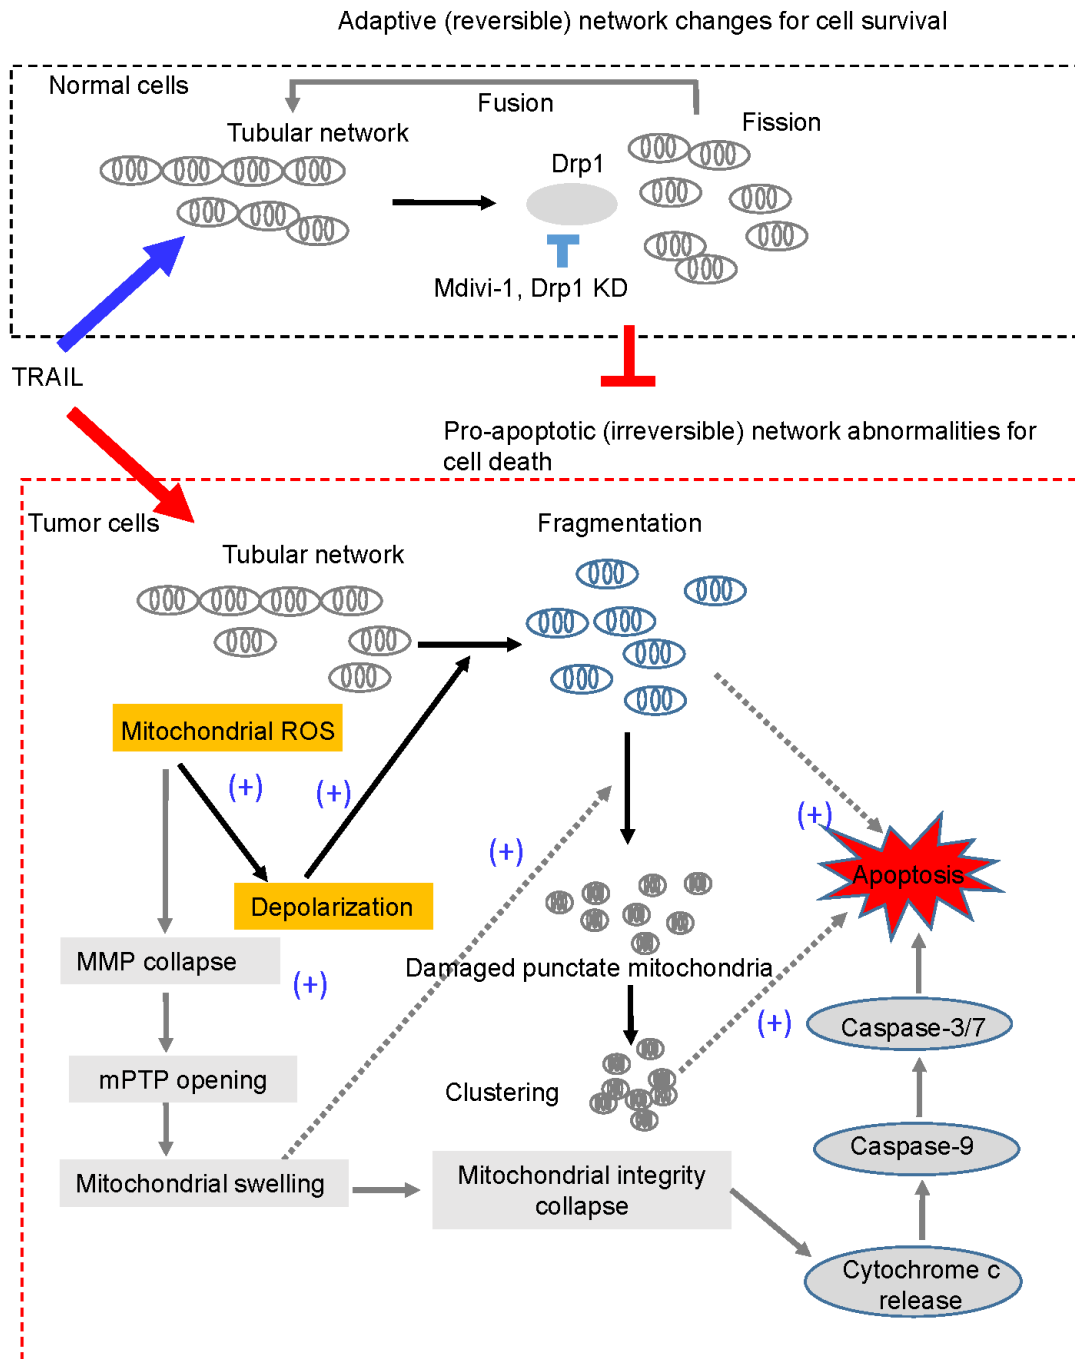 Adaptive (reversible) network changes for cell survival
Normal cells
Fusion
Tubular network
Fission
Drp1
Mdivi-1, Drp1 KD
TRAIL
Pro-apoptotic (irreversible) network abnormalities for
cell death
Tumor cells
Fragmentation
Tubular network
Mitochondrial ROS
(+)
(+)
(+)
(+)
Depolarization
Apoptosis
MMP collapse
(+)
Damaged punctate mitochondria
(+)
Caspase-3/7
mPTP opening
Clustering
Caspase-9
Mitochondrial swelling
Mitochondrial integrity
collapse
Cytochrome c
release